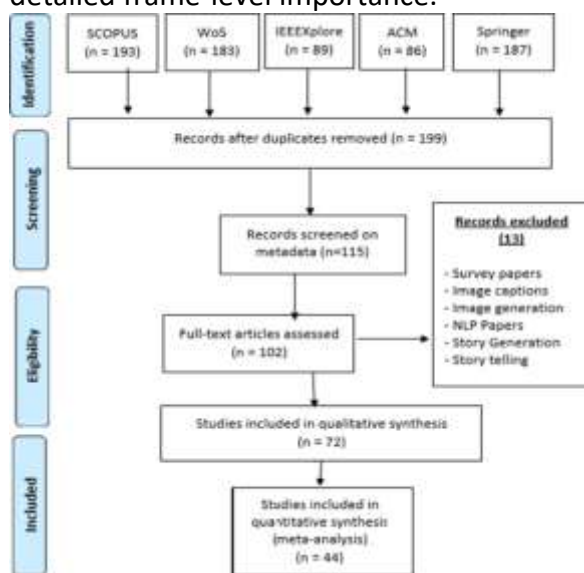 detailed frame-level importance.
Identification
SCOPUS
(n = 193)
WoS
(n = 183)
IEEEXplore
(n = 89)
ACM
(n = 86)
Springer
(n = 187)
Records after duplicates removed (n = 199)
Screening
Records screened on
metadata (n=115)
Records excluded
(13)
- Survey papers
- Image captions
- Image generation
- NLP Papers
- Story Generation
- Story telling
Eligibility
Full-text articles assessed
(n = 102)
Studies included in qualitative synthesis
(n = 72)
Included
Studies included in
quantitative synthesis
(meta-analysis)
n = 44)